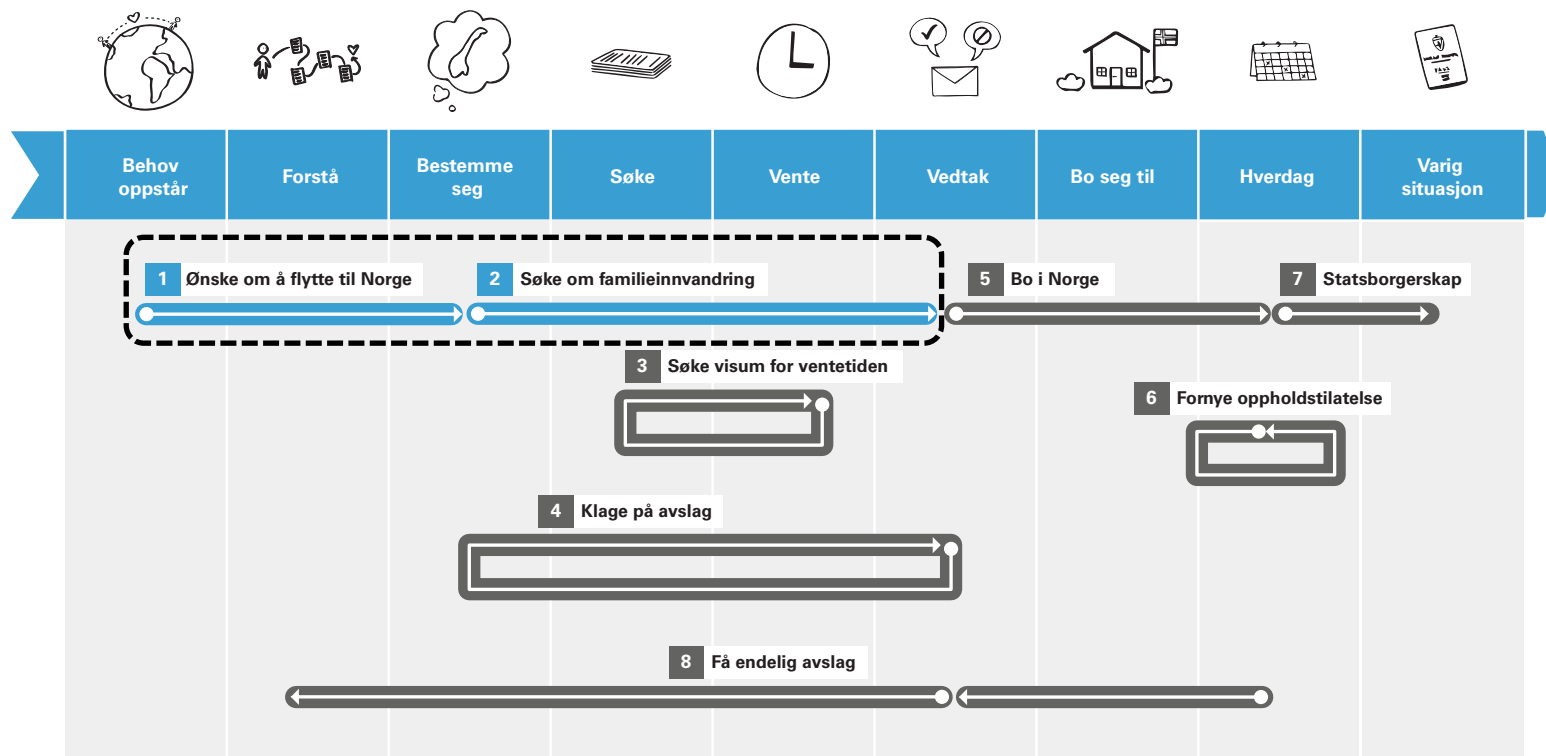 Behov
oppstår
Forstå
Bestemme
seg
Søke
Vente
Vedtak
Bo seg til
Hverdag
Varig
situasjon
1 Ønske om å flytte til Norge
2 Søke om familieinnvandring
5 Bo i Norge
7 Statsborgerskap
3 Søke visum for ventetiden
6 Fornye oppholdstilatelse
4 Klage på avslag
8 Få endelig avslag